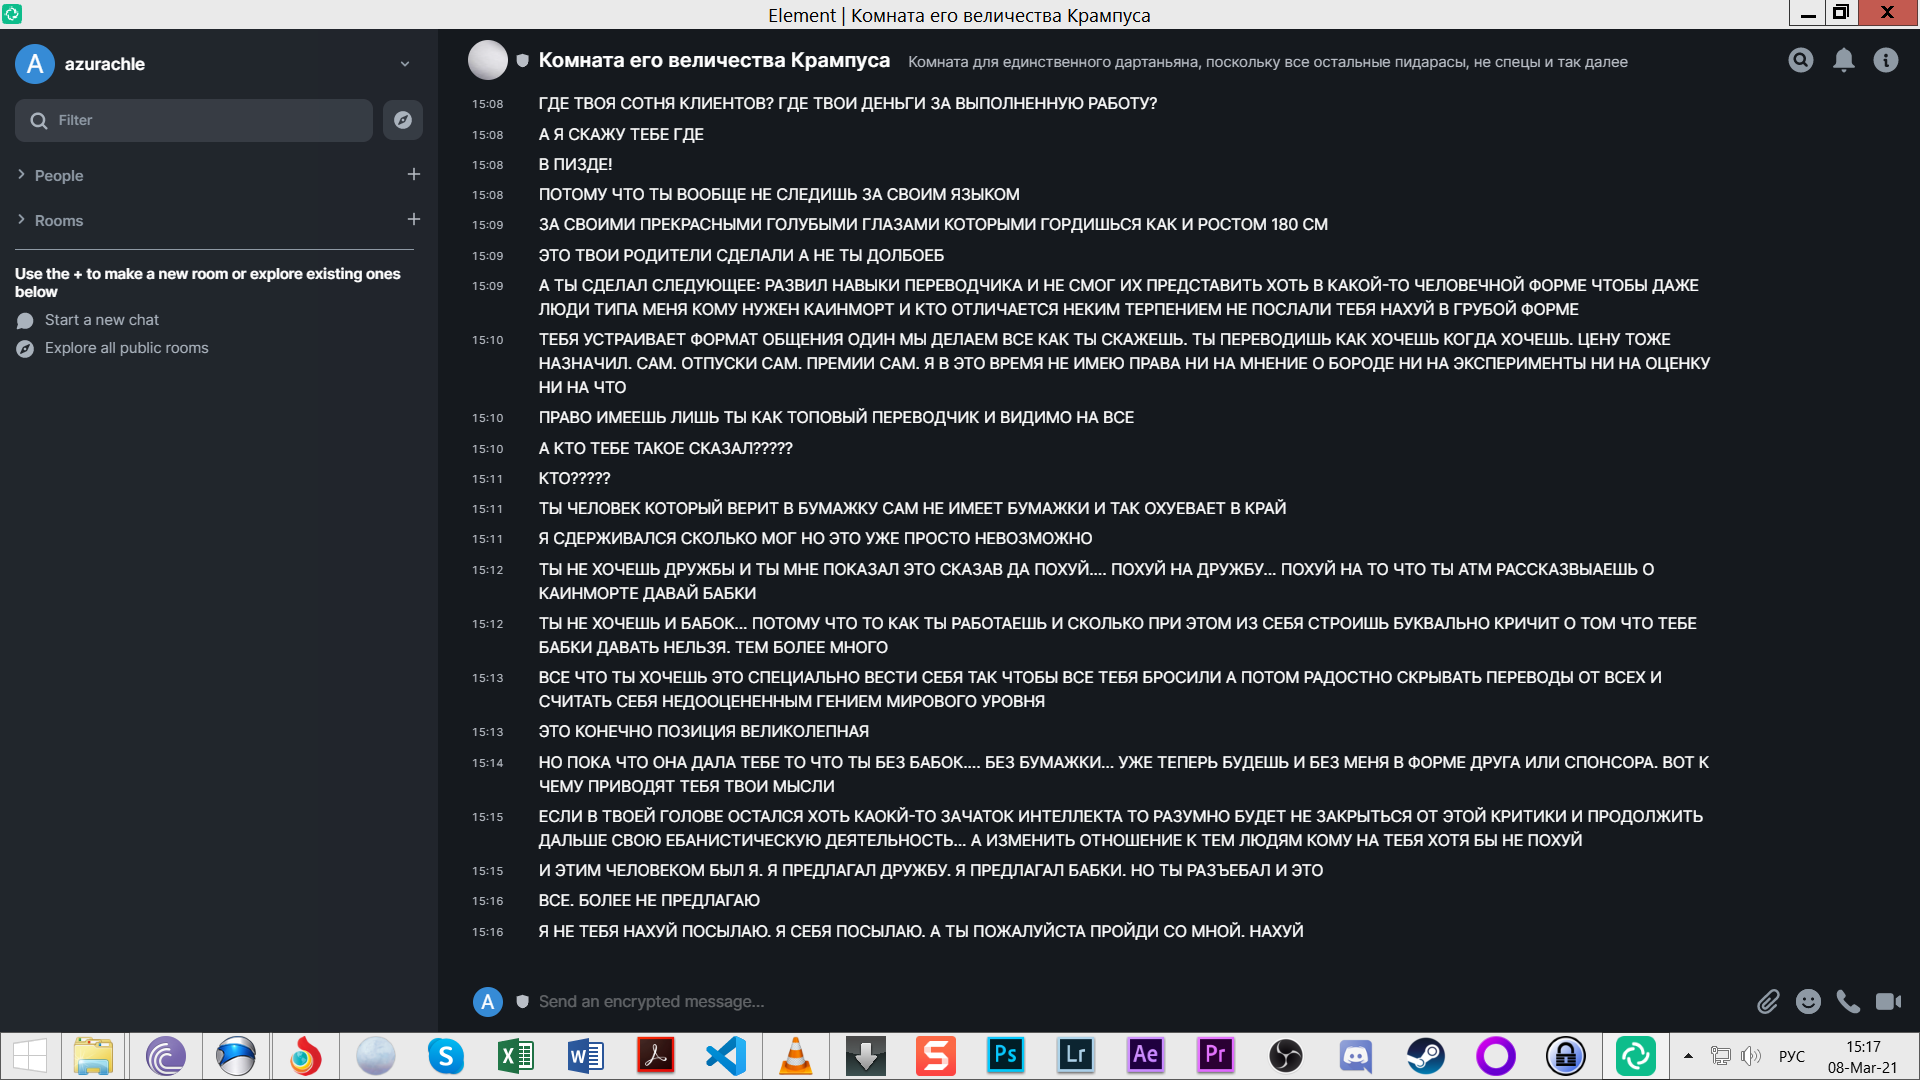 Element | Комната его величества Крампуса
A azurachle
Комната его величества Крампуса Комната для единственного дартаньяна, поскольку все остальные пидарасы, не спецы и так далее
Filter
People
Rooms
Use the + to make a new room or explore existing ones
below
Start a new chat
Explore all public rooms
15:08 ГДЕ ТВОЯ СОТНЯ КЛИЕНТОВ? ГДЕ ТВОИ ДЕНЬГИ ЗА ВЫПОЛНЕННУЮ РАБОТУ?
15:08 А Я СКАЖУ ТЕБЕ ГДЕ
15:08 В ПИЗДЕ!
15:08 ПОТОМУ ЧТО ТЫ ВООБЩЕ НЕ СЛЕДИШЬ ЗА СВОИМ ЯЗЫКОМ
15:09 ЗА СВОИМИ ПРЕКРАСНЫМИ ГОЛУБЫМИ ГЛАЗАМИ КОТОРЫМИ ГОРДИШЬСЯ КАК И РОСТОМ 180 СМ
15:09 ЭТО ТВОИ РОДИТЕЛИ СДЕЛАЛИ А НЕ ТЫ ДОЛБОЕБ
15:09 А ТЫ СДЕЛАЛ СЛЕДУЮЩЕЕ: РАЗВИЛ НАВЫКИ ПЕРЕВОДЧИКА И НЕ СМОГ ИХ ПРЕДСТАВИТЬ ХОТЬ В КАКОЙ-ТО ЧЕЛОВЕЧНОЙ ФОРМЕ ЧТОБЫ ДАЖЕ
ЛЮДИ ТИПА МЕНЯ КОМУ НУЖЕН КАИНМОРТ И КТО ОТЛИЧАЕТСЯ НЕКИМ ТЕРПЕНИЕМ НЕ ПОСЛАЛИ ТЕБЯ НАХУЙ В ГРУБОЙ ФОРМЕ
15:10 ТЕБЯ УСТРАИВАЕТ ФОРМАТ ОБЩЕНИЯ ОДИН МЫ ДЕЛАЕМ ВСЕ КАК ТЫ СКАЖЕШЬ. ТЫ ПЕРЕВОДИШЬ КАК ХОЧЕШЬ КОГДА ХОЧЕШЬ. ЦЕНУ ТОЖЕ
НАЗНАЧИЛ. САМ. ОТПУСКИ САМ. ПРЕМИИ САМ. Я В ЭТО ВРЕМЯ НЕ ИМЕЮ ПРАВА НИ НА МНЕНИЕ О БОРОДЕ НИ НА ЭКСПЕРИМЕНТЫ НИ НА ОЦЕНКУ
НИ НА ЧТО
15:10 ПРАВО ИМЕЕШЬ ЛИШЬ ТЫ КАК ТОПОВЫЙ ПЕРЕВОДЧИК И ВИДИМО НА ВСЕ
15:10 А КТО ТЕБЕ ТАКОЕ СКАЗАЛ?????
15:11 КТО?????
15:11 ТЫ ЧЕЛОВЕК КОТОРЫЙ ВЕРИТ В БУМАЖКУ САМ НЕ ИМЕЕТ БУМАЖКИ И ТАК ОХУЕВАЕТ В КРАЙ
15:11 Я СДЕРЖИВАЛСЯ СКОЛЬКО МОГ НО ЭТО УЖЕ ПРОСТО НЕВОЗМОЖНО
15:12 ТЫ НЕ ХОЧЕШЬ ДРУЖБЫ И ТЫ МНЕ ПОКАЗАЛ ЭТО СКАЗАВ ДА ПОХУЙ.... ПОХУЙ НА ДРУЖБУ... ПОХУЙ НА ТО ЧТО ТЫ АТМ РАССКАЗВЫАЕШЬ О
КАИНМОРТЕ ДАВАЙ БАБКИ
15:12 ТЫ НЕ ХОЧЕШЬ И БАБОК... ПОТОМУ ЧТО ТО КАК ТЫ РАБОТАЕШЬ И СКОЛЬКО ПРИ ЭТОМ ИЗ СЕБЯ СТРОИШЬ БУКВАЛЬНО КРИЧИТ О ТОМ ЧТО ТЕБЕ
БАБКИ ДАВАТЬ НЕЛЬЗЯ. ТЕМ БОЛЕЕ МНОГО
15:13 ВСЕ ЧТО ТЫ ХОЧЕШЬ ЭТО СПЕЦИАЛЬНО ВЕСТИ СЕБЯ ТАК ЧТОБЫ ВСЕ ТЕБЯ БРОСИЛИ А ПОТОМ РАДОСТНО СКРЫВАТЬ ПЕРЕВОДЫ ОТ ВСЕХ И
СЧИТАТЬ СЕБЯ НЕДООЦЕНЕННЫМ ГЕНИЕМ МИРОВОГО УРОВНЯ
15:13 ЭТО КОНЕЧНО ПОЗИЦИЯ ВЕЛИКОЛЕПНАЯ
15:14 НО ПОКА ЧТО ОНА ДАЛА ТЕБЕ ТО ЧТО ТЫ БЕЗ БАБОК.... БЕЗ БУМАЖКИ... УЖЕ ТЕПЕРЬ БУДЕШЬ И БЕЗ МЕНЯ В ФОРМЕ ДРУГА ИЛИ СПОНСОРА. ВОТ К
ЧЕМУ ПРИВОДЯТ ТЕБЯ ТВОИ МЫСЛИ
15:15 ЕСЛИ В ТВОЕЙ ГОЛОВЕ ОСТАЛСЯ ХОТЬ КАОКЙ-ТО ЗАЧАТОК ИНТЕЛЛЕКТА ТО РАЗУМНО БУДЕТ НЕ ЗАКРЫТЬСЯ ОТ ЭТОЙ КРИТИКИ И ПРОДОЛЖИТЬ
ДАЛЬШЕ СВОЮ ЕБАНИСТИЧЕСКУЮ ДЕЯТЕЛЬНОСТЬ... А ИЗМЕНИТЬ ОТНОШЕНИЕ К ТЕМ ЛЮДЯМ КОМУ НА ТЕБЯ ХОТЯ БЫ НЕ ПОХУЙ
15:15 И ЭТИМ ЧЕЛОВЕКОМ БЫЛ Я. Я ПРЕДЛАГАЛ ДРУЖБУ. Я ПРЕДЛАГАЛ БАБКИ. НО ТЫ РАЗЪЕБАЛ И ЭТО
15:16 ВСЕ. БОЛЕЕ НЕ ПРЕДЛАГАЮ
15:16 Я НЕ ТЕБЯ НАХУЙ ПОСЫЛАЮ. Я СЕБЯ ПОСЫЛАЮ. А ТЫ ПОЖАЛУЙСТА ПРОЙДИ СО МНОЙ. НАХУЙ
A Send an encrypted message...
S X W S Ps Lr Ae Pr РУС 15:17
08-Mar-21